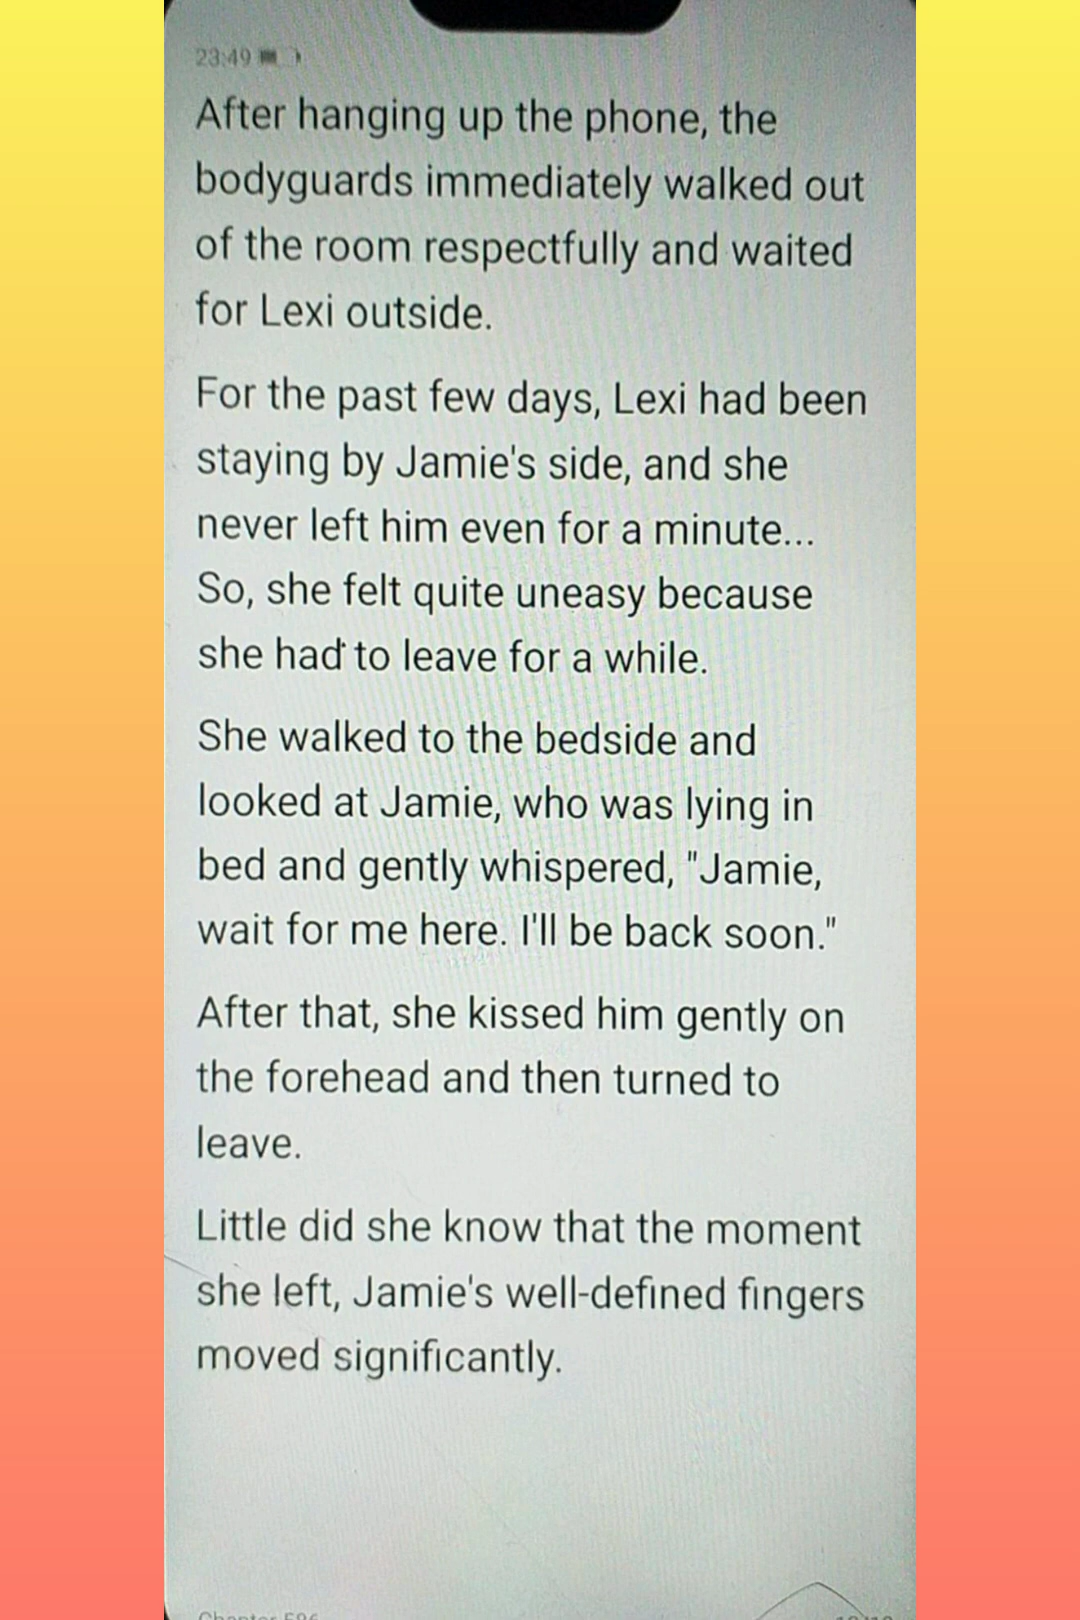 23:49
After hanging up the phone, the
bodyguards immediately walked out
of the room respectfully and waited
for Lexi outside.
For the past few days, Lexi had been
staying by Jamie's side, and she
never left him even for a minute...
So, she felt quite uneasy because
she had to leave for a while.
She walked to the bedside and
looked at Jamie, who was lying in
bed and gently whispered, "Jamie,
wait for me here. I'll be back soon."
After that, she kissed him gently on
the forehead and then turned to
leave.
Little did she know that the moment
she left, Jamie's well-defined fingers
moved significantly.
Chapter